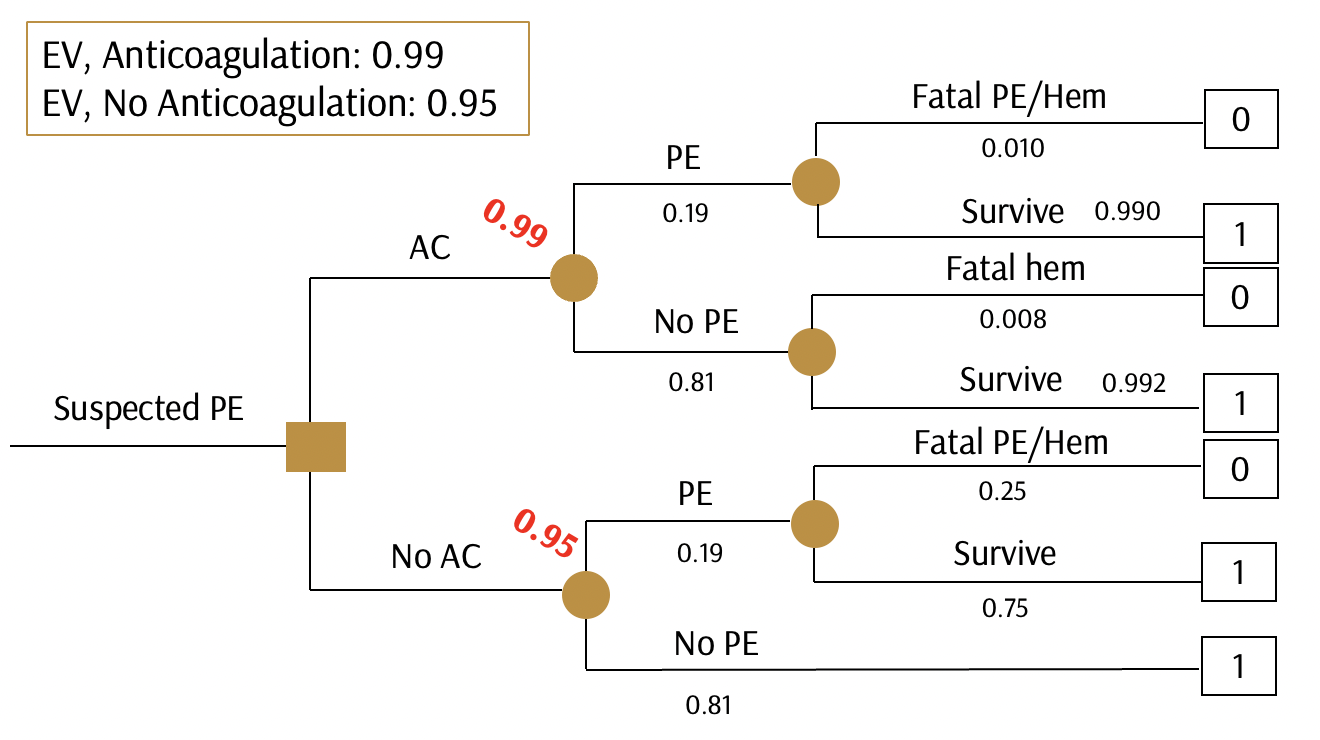 EV, Anticoagulation: 0.99
EV, No Anticoagulation: 0.95
Fatal PE/Hem
0
0.010
PE
0.19
Survive 0.990
1
0.99
AC
Fatal hem
0
0.008
No PE
0.81
Survive 0.992
1
Suspected PE
Fatal PE/Hem
0
0.25
PE
0.19
0.95
No AC
Survive
1
0.75
No PE
1
0.81